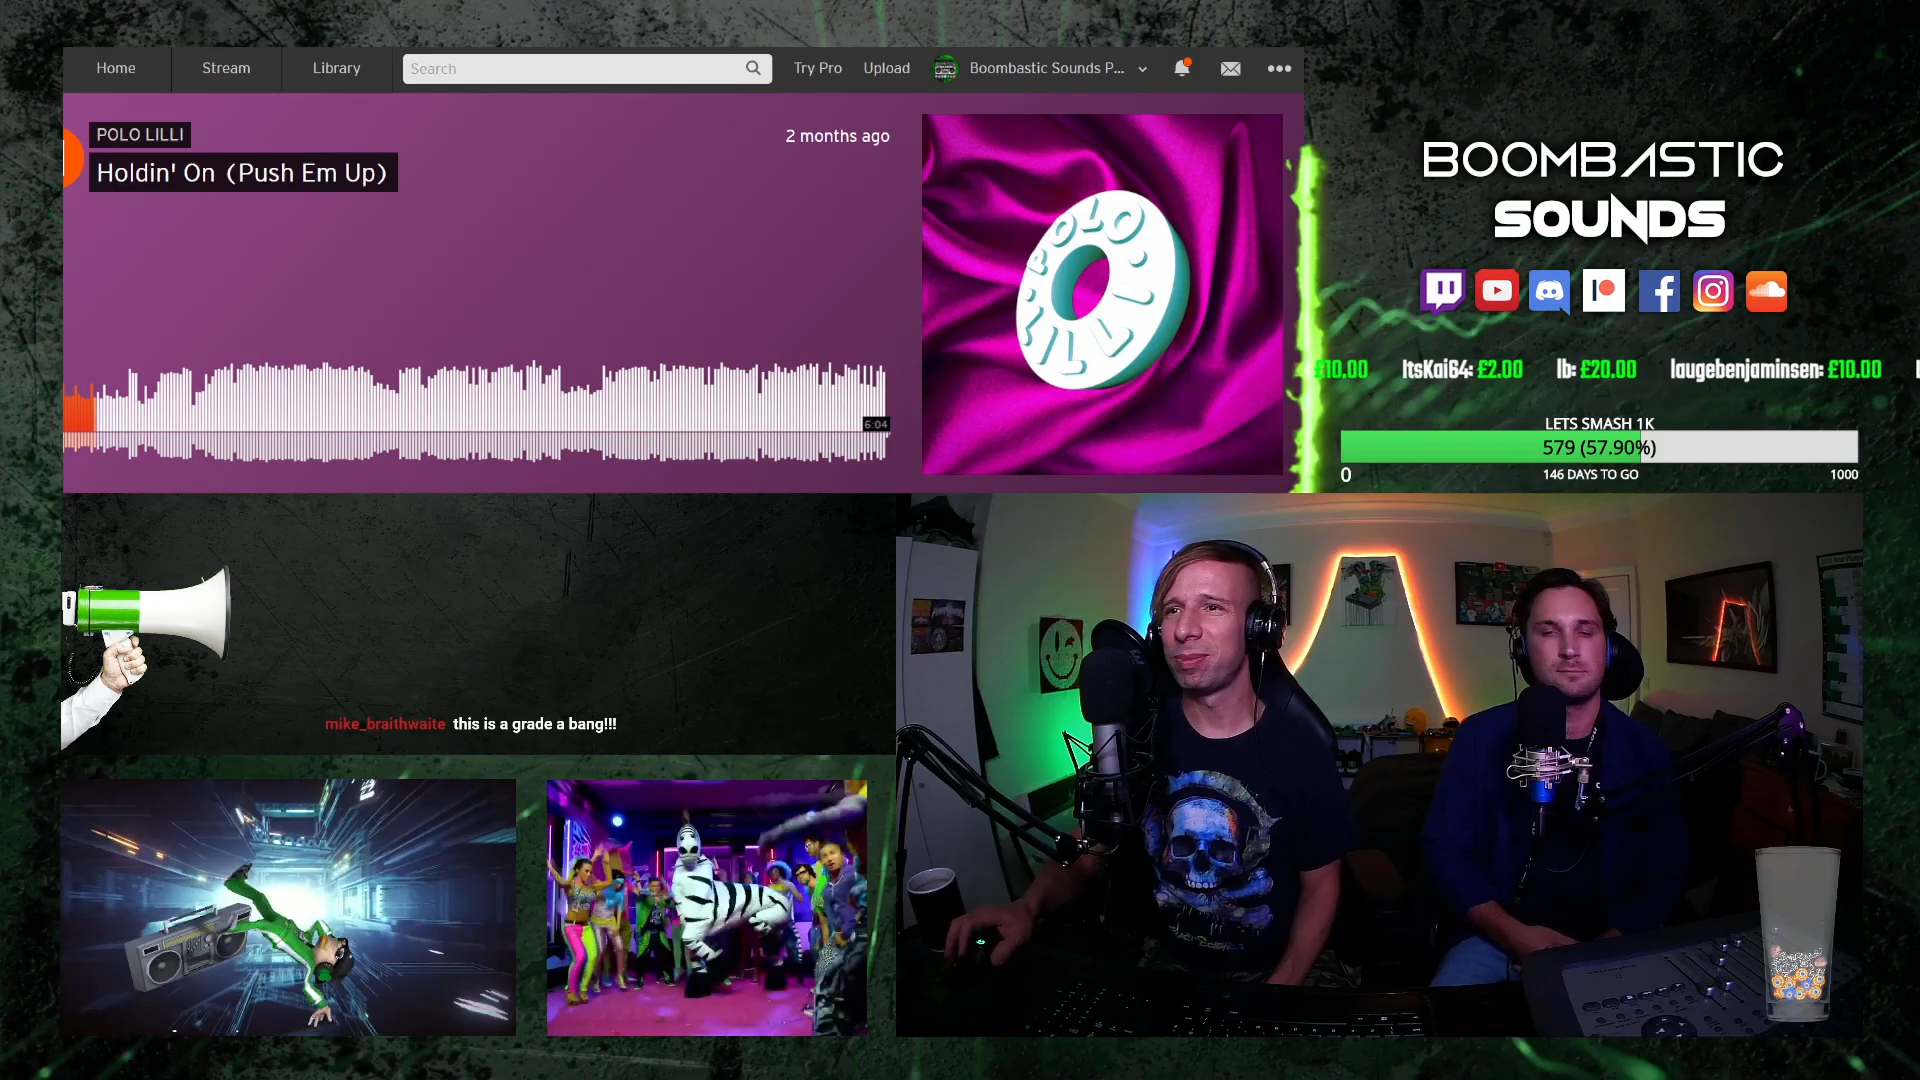 Home
Stream
Library
Search
Try Pro
Upload
Boombastic Sounds P...
POLO LILLI
2 months ago
Holdin' On (Push Em Up)
6:04
POLO LILLI
BOOMBASTIC
SOUNDS
£10.00 ItsKai64: £2.00 lb: £20.00 laugebenjaminsen: £10.00
LETS SMASH 1K
579 (57.90%)
0
146 DAYS TO GO
1000
mike_braithwaite this is a grade a bang!!!